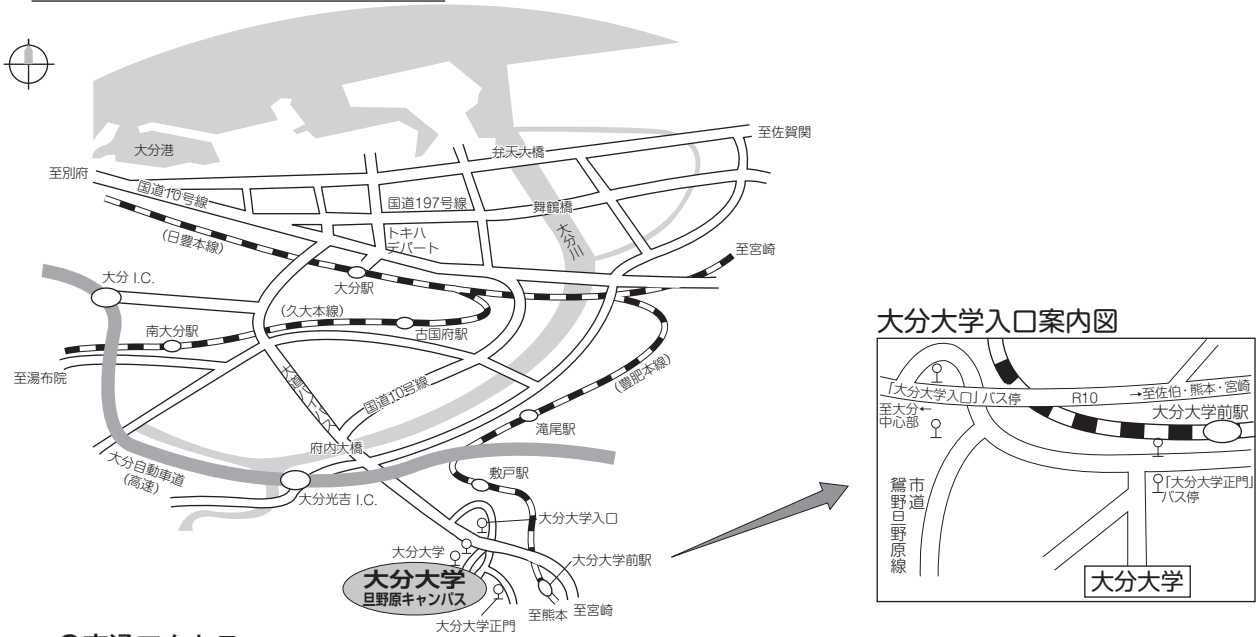 至佐賀関
弁天大橋
大分港
至別府
国道10号線
国道197号線
舞鶴橋
大分川
(日豊本線)
トキハ
デパート
至宮崎
大分 I.C.
大分駅
(久大本線)
南大分駅
古国府駅
至湯布院
大道トンネル
国道10号線
(豊肥本線)
滝尾駅
府内大橋
大分自動車道
(高速)
敷戸駅
大分光吉 I.C.
大分大学入口
大分大学
大分大学前駅
大分大学
旦野原キャンパス
至熊本
至宮崎
大分大学正門
大分大学入口案内図
「大分大学入口」バス停
R10
→至佐伯・熊本・宮崎
至大分←
中心部
大分大学前駅
市道
鴛野旦野原線
「大分大学正門」
バス停
大分大学